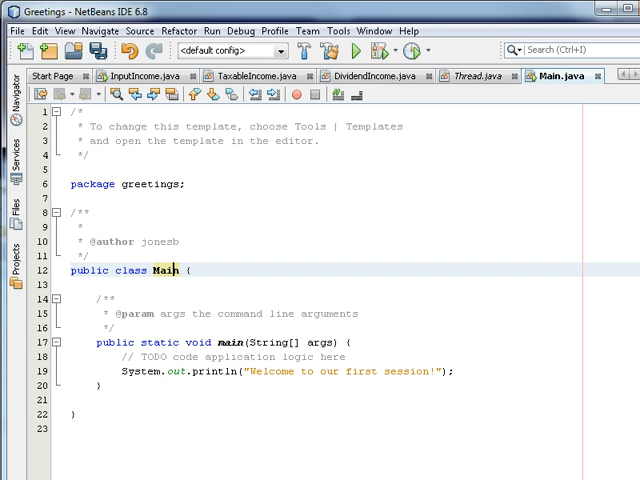 Greetings - NetBeans IDE 6.8
File Edit View Navigate Source Refactor Run Debug Profile Team Tools Window Help
<default config> Search (Ctrl+I)
Start Page InputIncome.java TaxableIncome.java DividendIncome.java Thread.java Main.java
Navigator
Services
Files
Projects
1 /*
2 * To change this template, choose Tools | Templates
3 * and open the template in the editor.
4 */
5
6 package greetings;
7
8 /**
9 *
10 * @author jonesb
11 */
12 public class Main {
13
14 /**
15 * @param args the command line arguments
16 */
17 public static void main(String[] args) {
18 // TODO code application logic here
19 System.out.println("Welcome to our first session!");
20 }
21
22 }
23